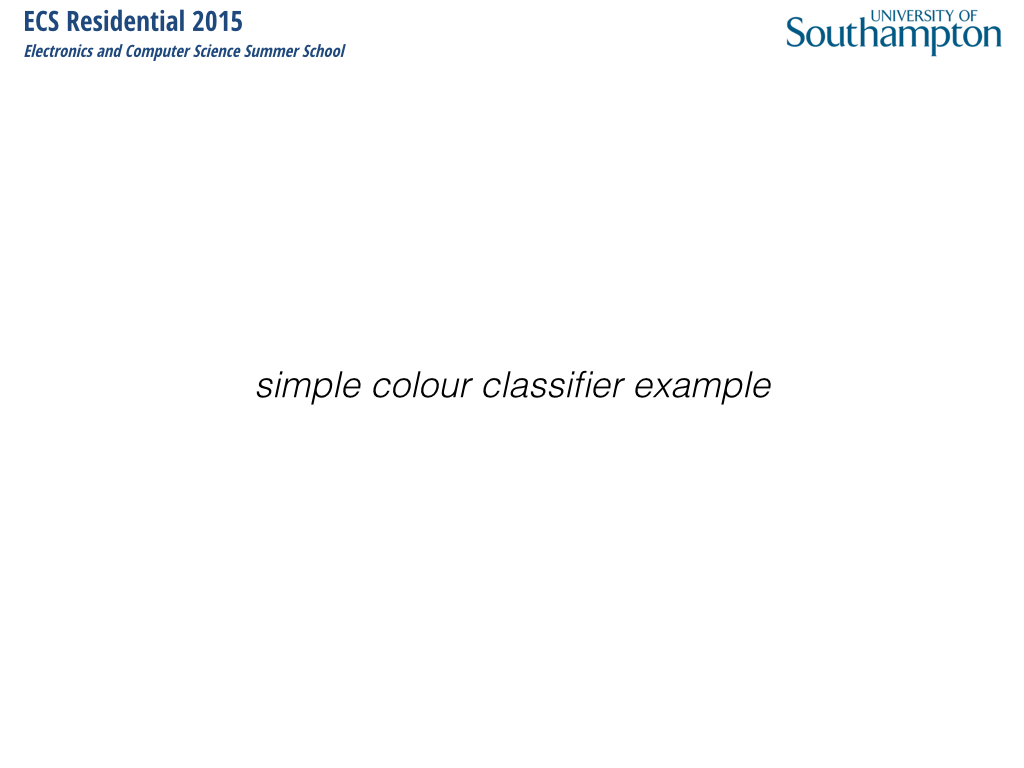 ECS Residential 2015
Electronics and Computer Science Summer School
UNIVERSITY OF
Southampton
simple colour classifier example